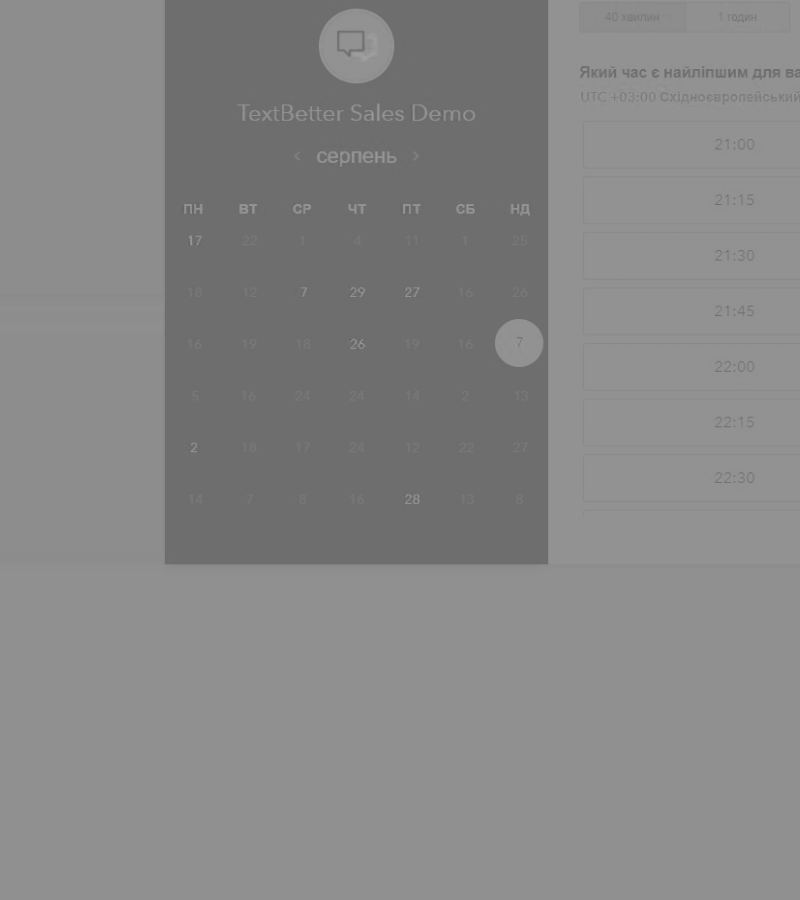 TextBetter Sales Demo
‹ серпень ›
ПН ВТ СР ЧТ ПТ СБ НД
17 22 1 4 11 1 25
18 12 7 29 27 16 26
16 19 18 26 19 16 7
5 16 24 24 14 2 13
2 18 17 24 12 22 27
14 7 8 16 28 13 8
40 хвилин 1 годин
Який час є найліпшим для ва
UTC +03:00 Східноєвропейський
21:00
21:15
21:30
21:45
22:00
22:15
22:30